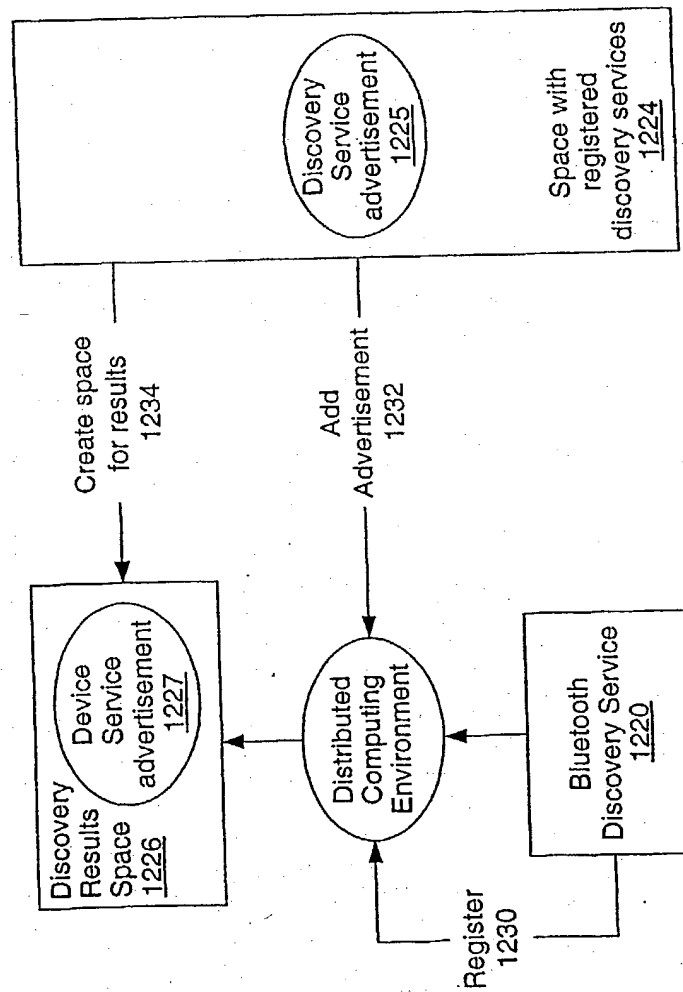 Discovery
Results
Space
1226
Device
Service
advertisement
1227
Create space
for results
1234
Discovery
Service
advertisement
1225
Space with
registered
discovery services
1224
Add
Advertisement
1232
Distributed
Computing
Environment
Register
1230
Bluetooth
Discovery Service
1220